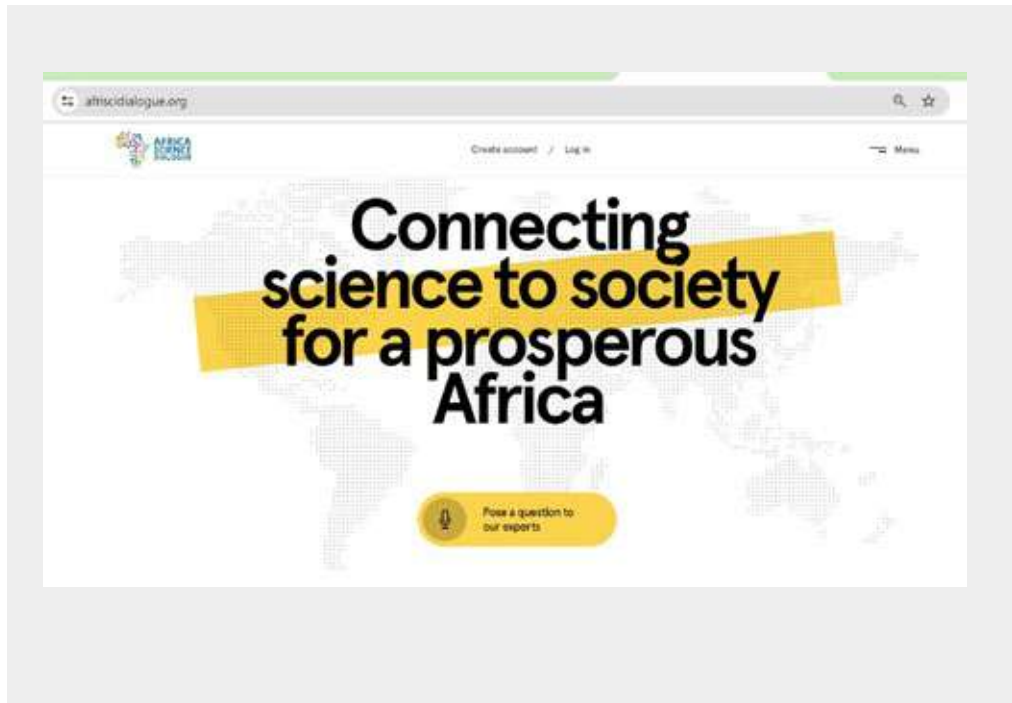 afriscidialogue.org
AFRICA
SCIENCE
DIALOGUE
Create account / Log in
Menu
Connecting
science to society
for a prosperous
Africa
Pose a question to
our experts